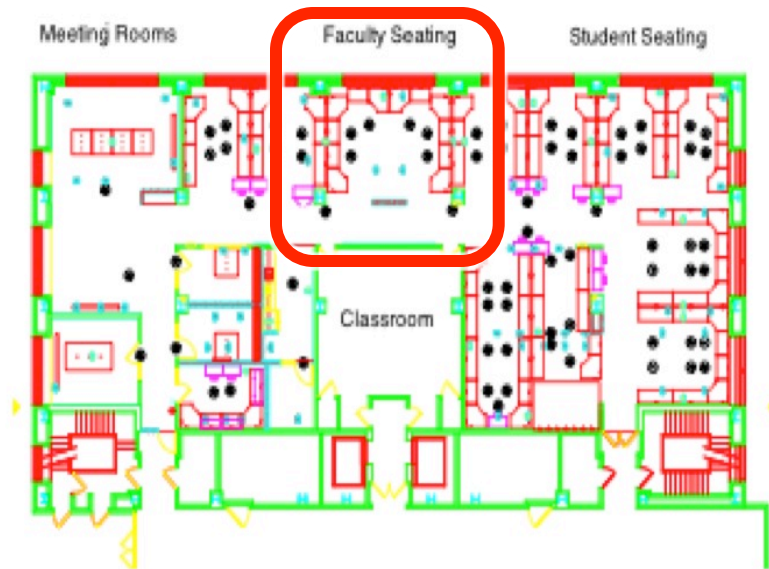 Meeting Rooms
Faculty Seating
Student Seating
Classroom
H
H
H
H